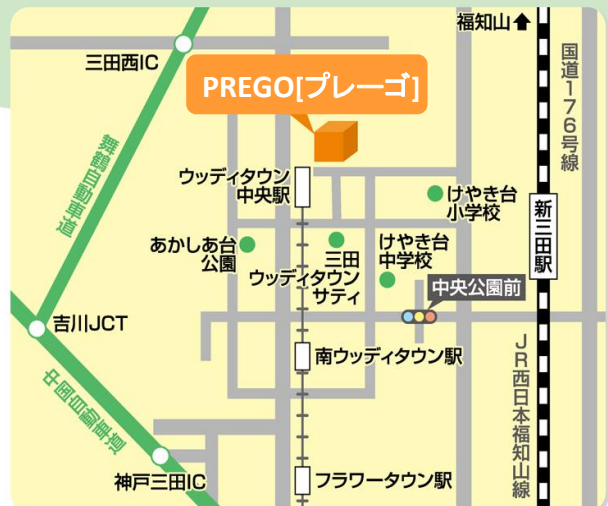 福知山
三田西IC
国道176号線
PREGO[プレーゴ]
舞鶴自動車道
ウッディタウン
中央駅
けやき台
小学校
新三田駅
あかしあ台
公園
三田
ウッディタウン
サティ
けやき台
中学校
中央公園前
吉川JCT
南ウッディタウン駅
JR西日本福知山線
中国自動車道
神戸三田IC
フラワータウン駅